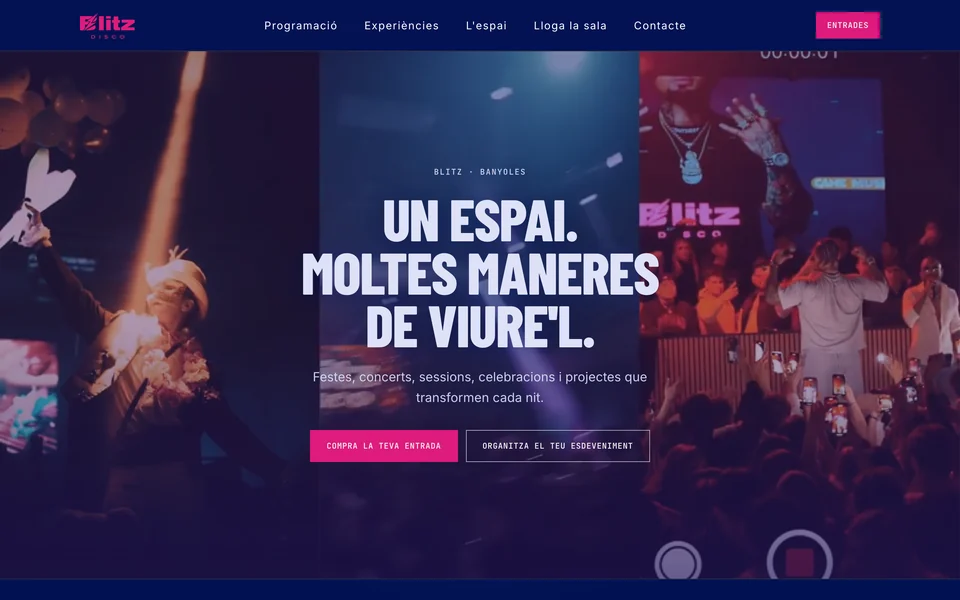 Blitz
DISCO
Programació
Experiències
L'espai
Lloga la sala
Contacte
ENTRADES
00:00:01
Blitz
DISCO
BLITZ · BANYOLES
UN ESPAI.
MOLTES MANERES
DE VIURE'L.
Festes, concerts, sessions, celebracions i projectes que
transformen cada nit.
COMPRA LA TEVA ENTRADA
ORGANITZA EL TEU ESDEVENIMENT